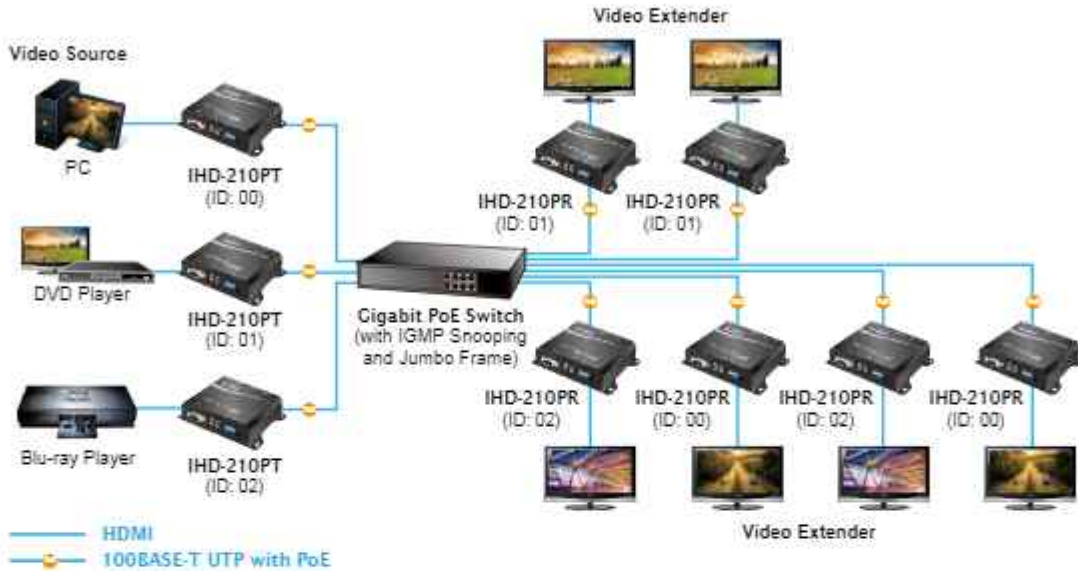 Video Extender
Video Source
PC
IHD-210PT
(ID: 00)
IHD-210PR
(ID: 01)
IHD-210PR
(ID: 01)
DVD Player
IHD-210PT
(ID: 01)
Gigabit PoE Switch
(with IGMP Snooping
and Jumbo Frame)
IHD-210PR
(ID: 02)
IHD-210PR
(ID: 00)
IHD-210PR
(ID: 02)
IHD-210PR
(ID: 00)
Blu-ray Player
IHD-210PT
(ID: 02)
Video Extender
HDMI
100BASE-T UTP with PoE